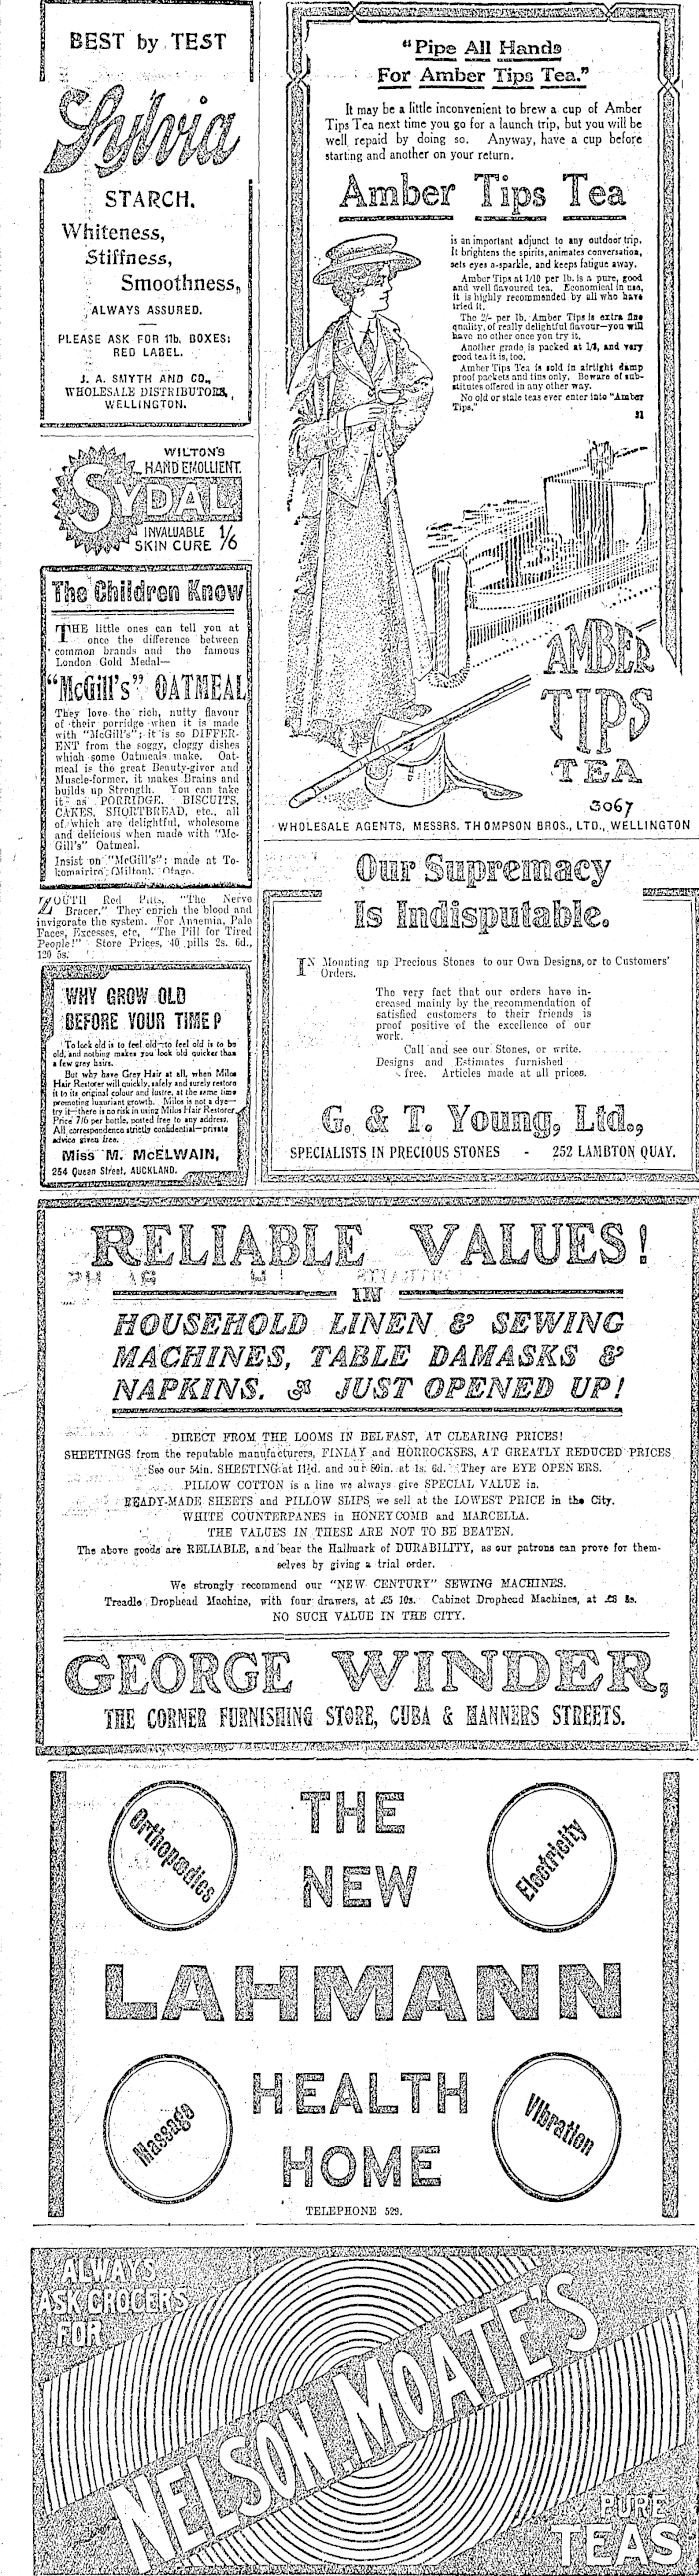 BEST by TEST
Sylvia
STARCH.
Whiteness,
Stiffness,
Smoothness,
ALWAYS ASSURED.
PLEASE ASK FOR 1lb. BOXES;
RED LABEL.
J. A. SMYTH AND CO.,
WHOLESALE DISTRIBUTORS,
WELLINGTON.
WILTON'S
HAND EMOLLIENT.
SYDAL
INVALUABLE
SKIN CURE 1/6
The Children Know
THE little ones can tell you at
once the difference between
common brands and the famous
London Gold Medal—
"McGill's" OATMEAL
They love the rich, nutty flavour
of their porridge when it is made
with "McGill's"; it is so DIFFER-
ENT from the soggy, cloggy dishes
which some Oatmeals make. Oat-
meal is the great Beauty-giver and
Muscle-former, it makes Brains and
builds up Strength. You can take
it as PORRIDGE, BISCUITS,
CAKES, SHORTBREAD, etc., all
of which are delightful, wholesome
and delicious when made with "Mc-
Gill's" Oatmeal.
Insist on "McGill's": made at To-
komairiro (Milton), Otago.
ZOUTH Red Pills, "The Nerve
Bracer." They enrich the blood and
invigorate the system. For Anaemia, Pale
Faces, Excesses, etc, "The Pill for Tired
People!" Store Prices, 40 pills 2s. 6d.,
120 5s.
WHY GROW OLD
BEFORE YOUR TIME?
To look old is to feel old—to feel old is to be
old, and nothing makes you look old quicker than
a few grey hairs.
But why have Grey Hair at all, when Milos
Hair Restorer will quickly, safely and surely restore
it to its original colour and lustre, at the same time
promoting luxuriant growth. Milos is not a dye—
try it—there is no risk in using Milos Hair Restorer
Price 7/6 per bottle, posted free to any address.
All correspondence strictly confidential—private
advice given free.
Miss M. McELWAIN,
254 Queen Street, AUCKLAND.
"Pipe All Hands
For Amber Tips Tea."
It may be a little inconvenient to brew a cup of Amber
Tips Tea next time you go for a launch trip, but you will be
well repaid by doing so. Anyway, have a cup before
starting and another on your return.
Amber Tips Tea
is an important adjunct to any outdoor trip.
It brightens the spirits, animates conversation,
sets eyes a-sparkle, and keeps fatigue away.
Amber Tips at 1/10 per lb. is a pure, good
and well flavoured tea. Economical in use,
it is highly recommended by all who have
tried it.
The 2/- per lb. Amber Tips is extra fine
quality, of really delightful flavour—you will
have no other once you try it.
Another grade is packed at 1/8, and very
good tea it is, too.
Amber Tips Tea is sold in airtight damp
proof packets and tins only. Beware of sub-
stitutes offered in any other way.
No old or stale teas ever enter into "Amber
Tips."
31
AMBER
TIPS
TEA
3067
WHOLESALE AGENTS, MESSRS. THOMPSON BROS., LTD., WELLINGTON
Our Supremacy
Is Indisputable.
IN Mounting up Precious Stones to our Own Designs, or to Customers'
Orders.
The very fact that our orders have in-
creased mainly by the recommendation of
satisfied customers to their friends is
proof positive of the excellence of our
work.
Call and see our Stones, or write.
Designs and Estimates furnished
free. Articles made at all prices.
G. & T. Young, Ltd.,
SPECIALISTS IN PRECIOUS STONES - 252 LAMBTON QUAY.
RELIABLE VALUES!
IN
HOUSEHOLD LINEN & SEWING
MACHINES, TABLE DAMASKS &
NAPKINS. JUST OPENED UP!
DIRECT FROM THE LOOMS IN BELFAST, AT CLEARING PRICES!
SHEETINGS from the reputable manufacturers, FINLAY and HORROCKSES, AT GREATLY REDUCED PRICES
See our 54in. SHEETING at 11½d. and our 80in. at 1s. 6d. They are EYE OPENERS.
PILLOW COTTON is a line we always give SPECIAL VALUE in.
READY-MADE SHEETS and PILLOW SLIPS we sell at the LOWEST PRICE in the City.
WHITE COUNTERPANES in HONEYCOMB and MARCELLA.
THE VALUES IN THESE ARE NOT TO BE BEATEN.
The above goods are RELIABLE, and bear the Hallmark of DURABILITY, as our patrons can prove for them-
selves by giving a trial order.
We strongly recommend our "NEW CENTURY" SEWING MACHINES.
Treadle Drophead Machine, with four drawers, at £5 10s. Cabinet Drophead Machines, at £8 8s.
NO SUCH VALUE IN THE CITY.
GEORGE WINDER,
THE CORNER FURNISHING STORE, CUBA & MANNERS STREETS.
Orthopædics
THE
NEW
Electricity
LAHMANN
Massage
HEALTH
HOME
Vibration
TELEPHONE 529.
ALWAYS
ASK GROCERS
FOR
NELSON, MOATE'S
PURE
TEAS